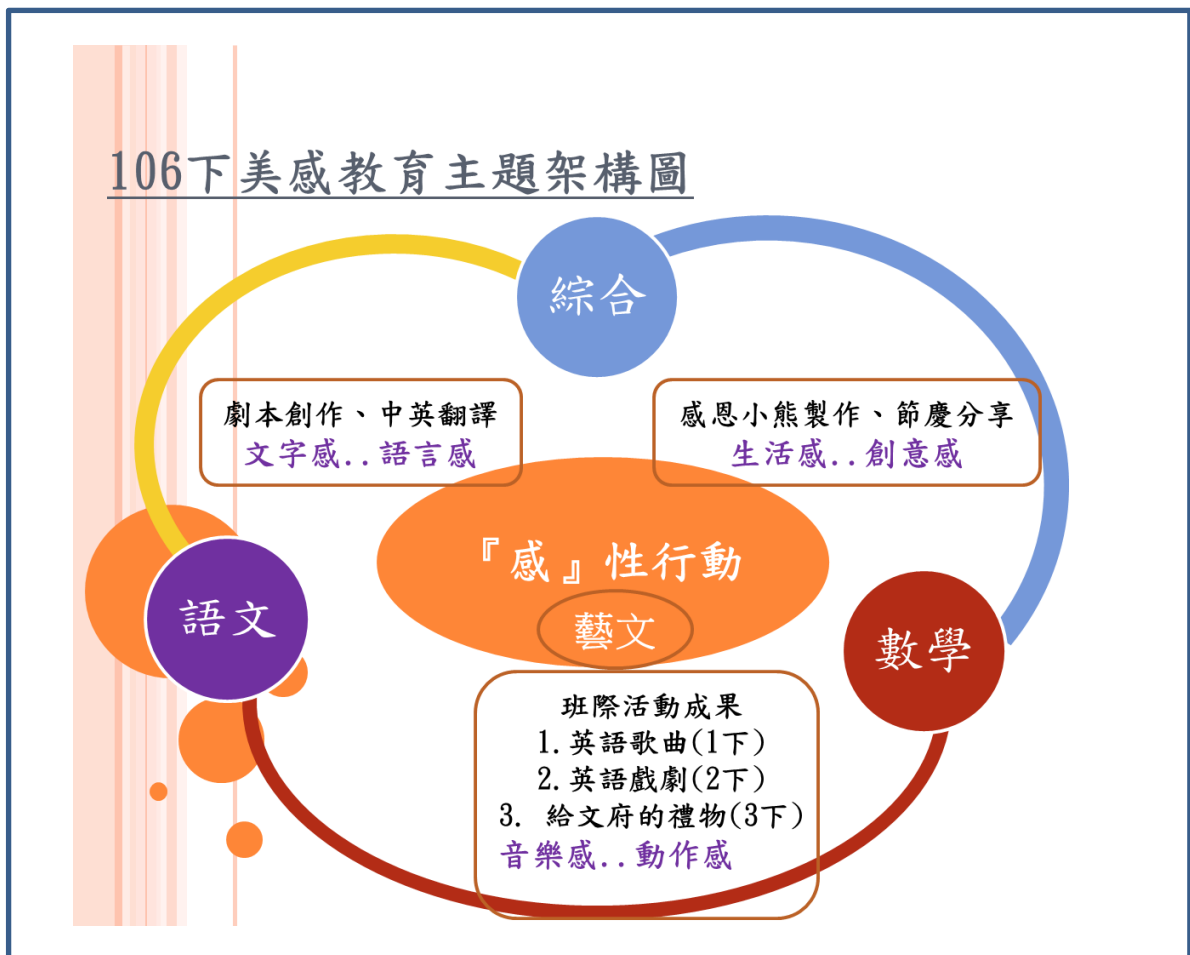 106下美感教育主題架構圖
綜合
劇本創作、中英翻譯
文字感..語言感
感恩小熊製作、節慶分享
生活感..創意感
『感』性行動
藝文
語文
數學
班際活動成果
1.英語歌曲(1下)
2.英語戲劇(2下)
3. 給文府的禮物(3下)
音樂感..動作感